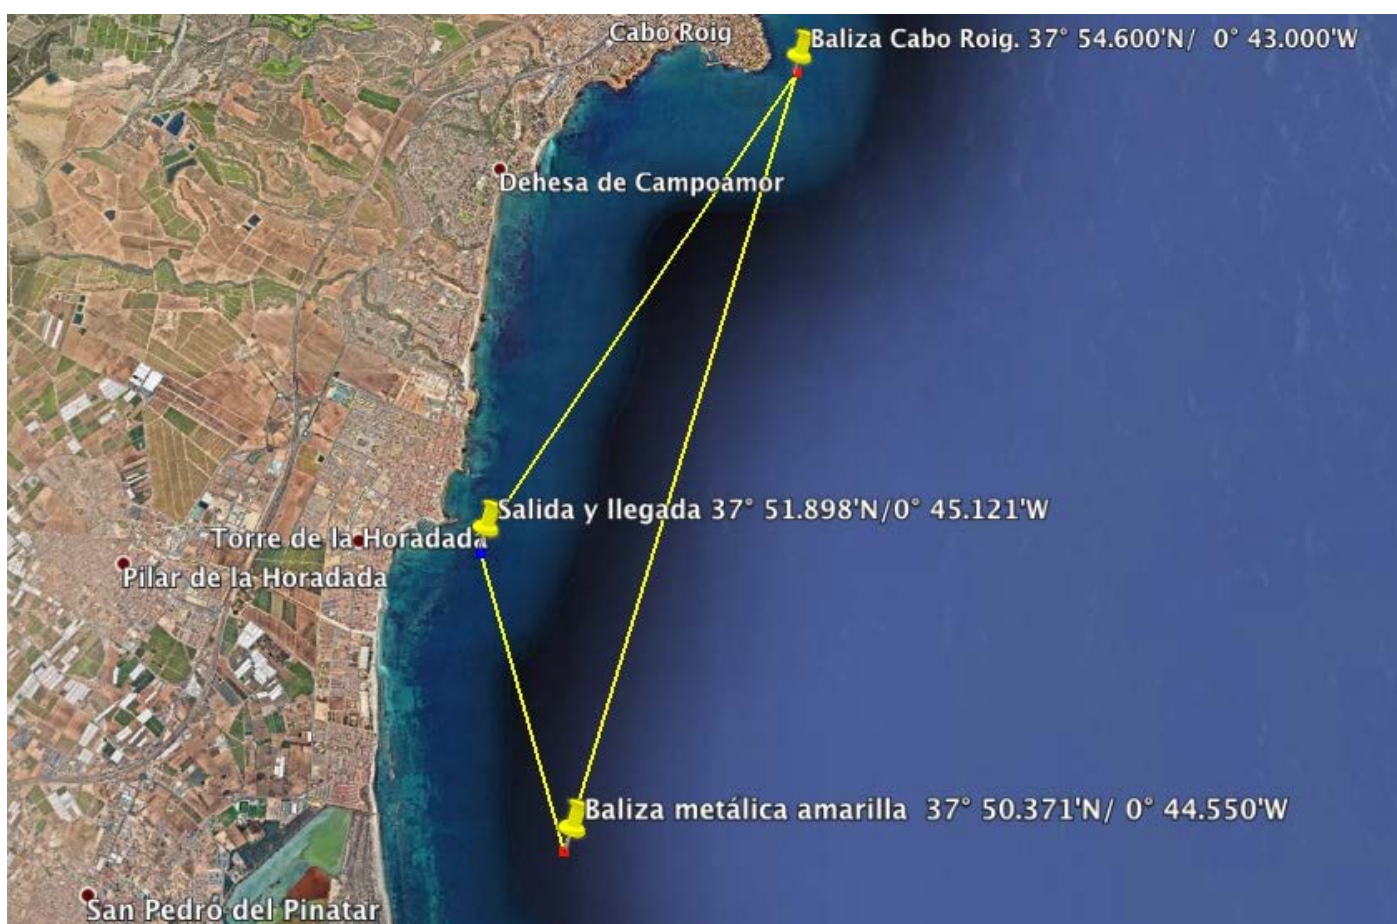 Cabo Roig
Baliza Cabo Roig. 37° 54.600'N/  0° 43.000'W
Dehesa de Campoamor
Salida y llegada 37° 51.898'N/0° 45.121'W
Torre de la Horadada
Pilar de la Horadada
Baliza metálica amarilla  37° 50.371'N/ 0° 44.550'W
San Pedro del Pinatar